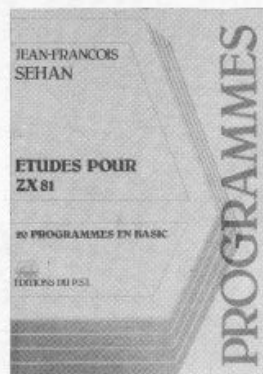 JEAN-FRANCOIS
SEHAN
ETUDES POUR
ZX 81
20 PROGRAMMES EN BASIC
EDITIONS DU P.S.I.
PROGRAMMES